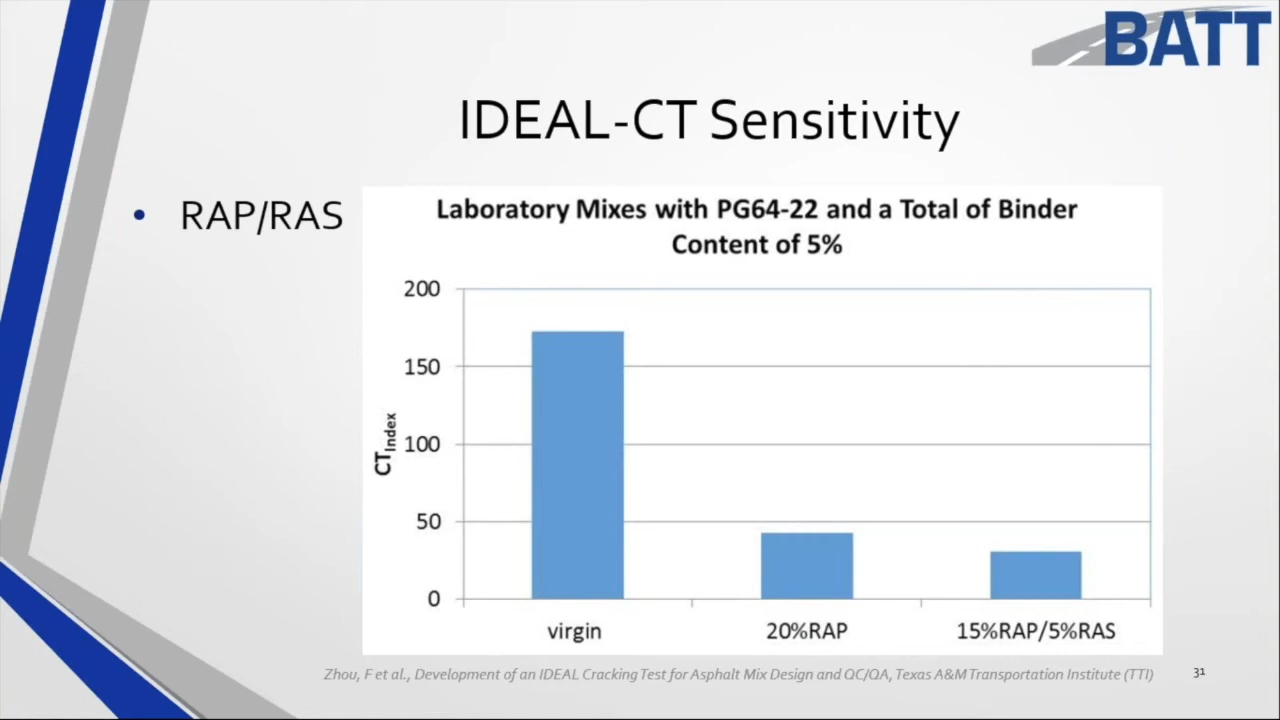 BATT
IDEAL-CT Sensitivity
• RAP/RAS
Laboratory Mixes with PG64-22 and a Total of Binder
Content of 5%
200
150
100
50
0
CTIndex
virgin
20%RAP
15%RAP/5%RAS
Zhou, F et al., Development of an IDEAL Cracking Test for Asphalt Mix Design and QC/QA, Texas A&M Transportation Institute (TTI)
31